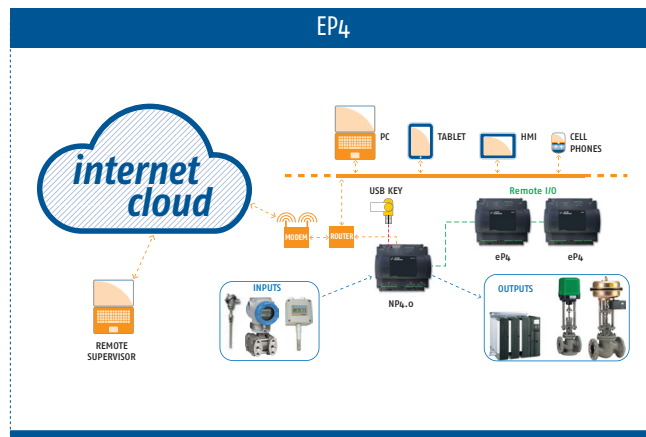 EP4
internet
cloud
PC
TABLET
HMI
CELL
PHONES
USB KEY
Remote I/O
MODEM
ROUTER
eP4
eP4
INPUTS
NP4.0
OUTPUTS
REMOTE
SUPERVISOR